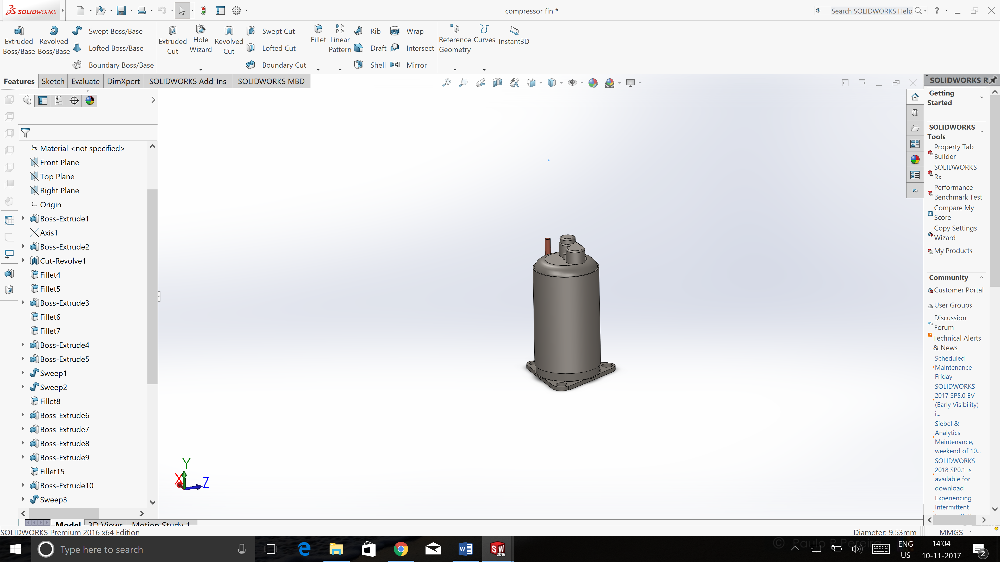 SOLIDWORKS
compressor fin *
Search SOLIDWORKS Help
?
Extruded
Boss/Base
Revolved
Boss/Base
Swept Boss/Base
Lofted Boss/Base
Boundary Boss/Base
Extruded
Cut
Hole
Wizard
Revolved
Cut
Swept Cut
Lofted Cut
Boundary Cut
Fillet
Linear
Pattern
Rib
Draft
Shell
Wrap
Intersect
Mirror
Reference
Geometry
Curves
Instant3D
Features
Sketch
Evaluate
DimXpert
SOLIDWORKS Add-Ins
SOLIDWORKS MBD
Material <not specified>
Front Plane
Top Plane
Right Plane
Origin
Boss-Extrude1
Axis1
Boss-Extrude2
Cut-Revolve1
Fillet4
Fillet5
Boss-Extrude3
Fillet6
Fillet7
Boss-Extrude4
Boss-Extrude5
Sweep1
Sweep2
Fillet8
Boss-Extrude6
Boss-Extrude7
Boss-Extrude8
Boss-Extrude9
Fillet15
Boss-Extrude10
Sweep3
Y
X
Z
SOLIDWORKS R
Getting
Started
SOLIDWORKS
Tools
Property Tab
Builder
SOLIDWORKS
Rx
Performance
Benchmark Test
Compare My
Score
Copy Settings
Wizard
My Products
Community
Customer Portal
User Groups
Discussion
Forum
Technical Alerts
& News
Scheduled
Maintenance
Friday
SOLIDWORKS
2017 SP5.0 EV
(Early Visibility)
i...
Siebel &
Analytics
Maintenance,
weekend of 10...
SOLIDWORKS
2018 SP0.1 is
available for
download
Experiencing
Intermittent
Model
3D Views
Motion Study 1
SOLIDWORKS Premium 2016 x64 Edition
Diameter: 9.53mm
MMGS
Type here to search
SW
2016
© Paulo P Pereira
ENG
US
14:04
10-11-2017
2